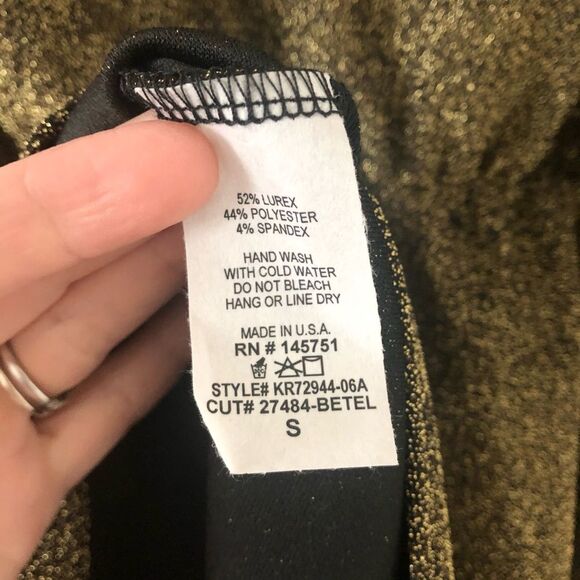 52% LUREX
44% POLYESTER
4% SPANDEX
HAND WASH
WITH COLD WATER
DO NOT BLEACH
HANG OR LINE DRY
MADE IN U.S.A.
RN # 145751
STYLE# KR72944-06A
CUT# 27484-BETEL
S